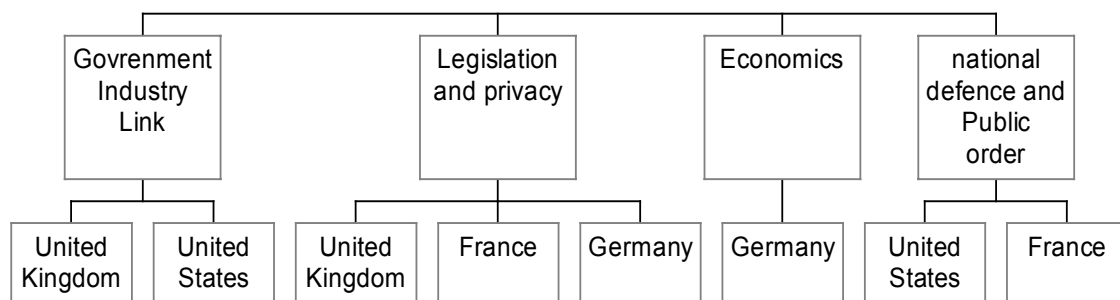 Govrenment
Industry
Link
Legislation
and privacy
Economics
national
defence and
Public
order
United
Kingdom
United
States
United
Kingdom
France
Germany
Germany
United
States
France